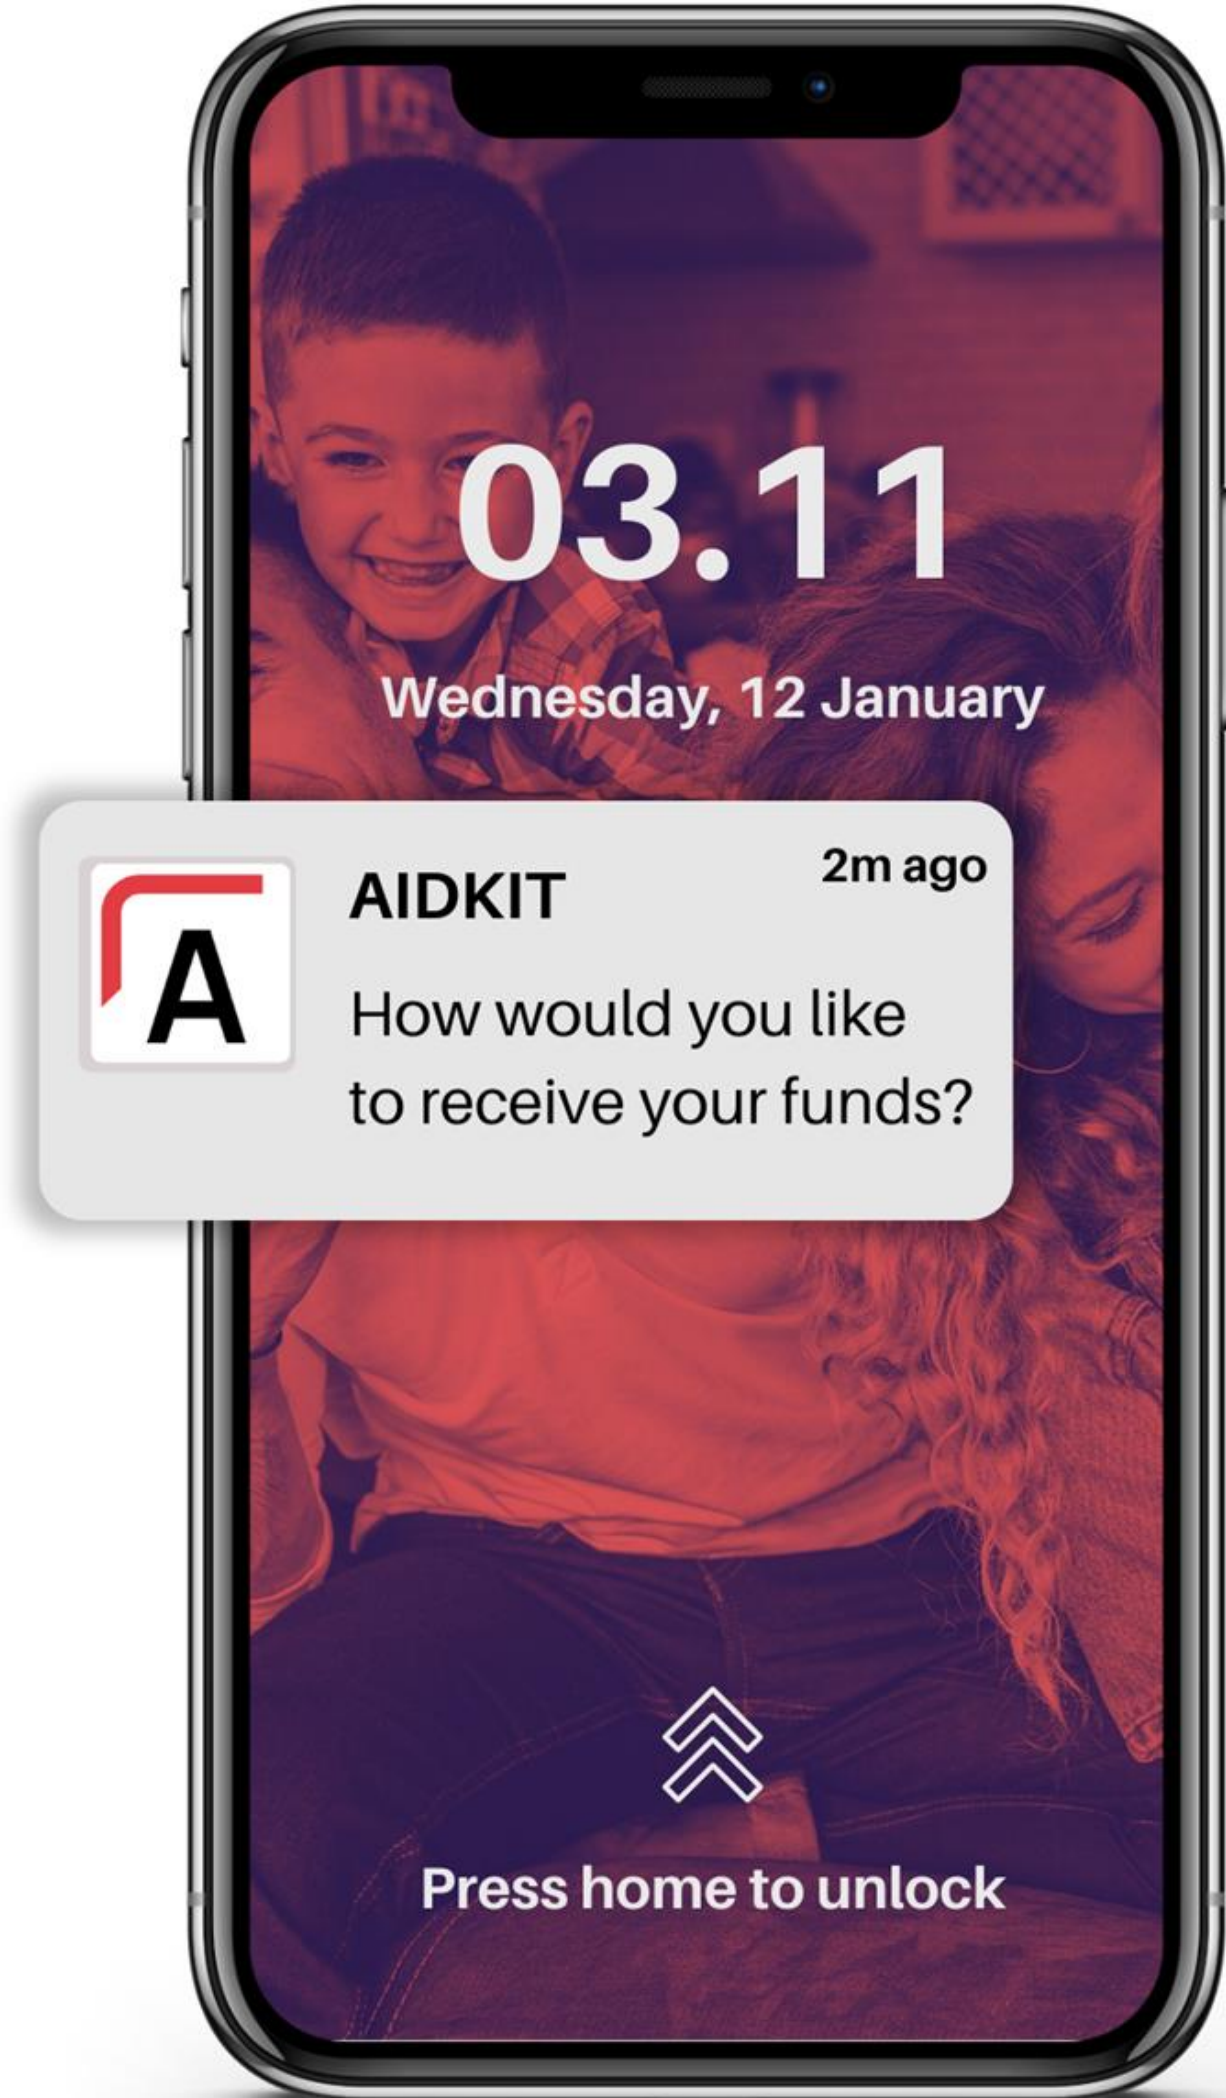 03.11
Wednesday, 12 January
A
AIDKIT
2m ago
How would you like
to receive your funds?
Press home to unlock